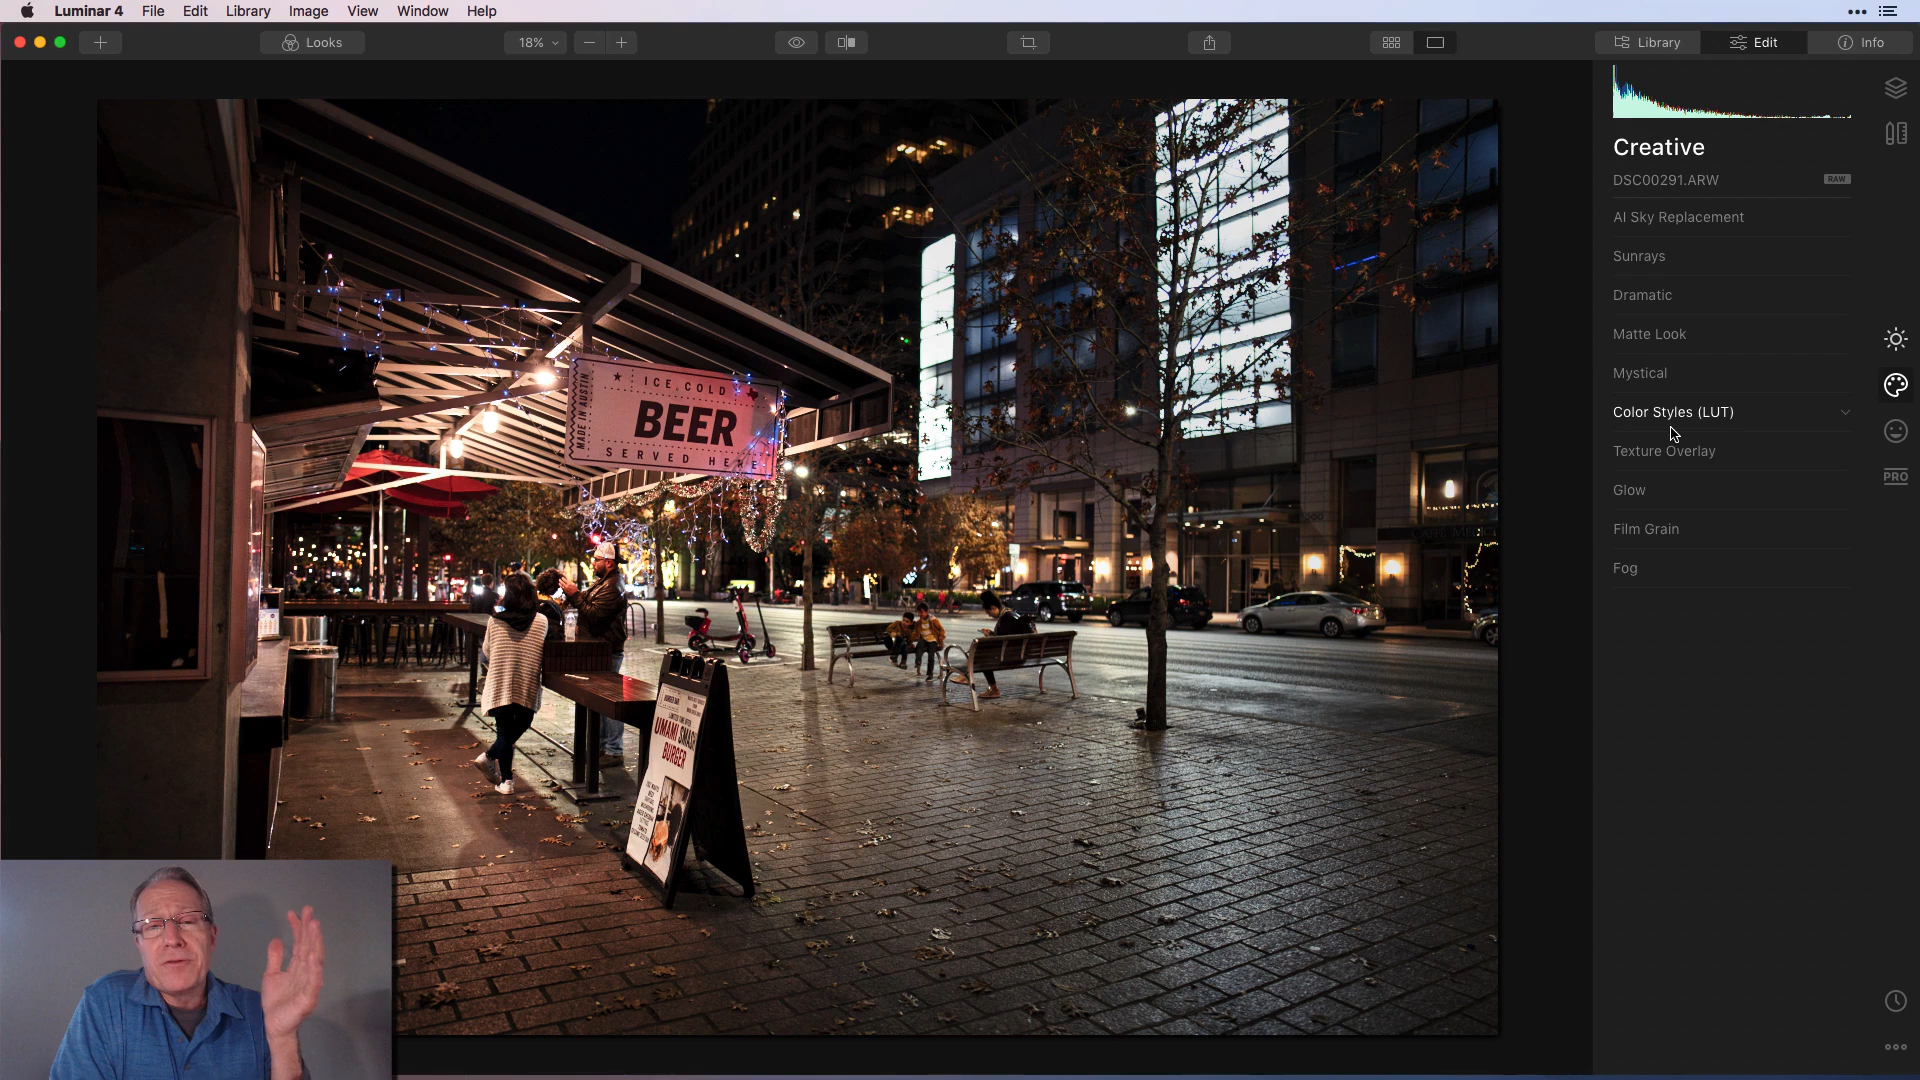 Luminar 4 File Edit Library Image View Window Help
Looks
18%
Library
Edit
Info
Creative
DSC00291.ARW RAW
AI Sky Replacement
Sunrays
Dramatic
Matte Look
Mystical
Color Styles (LUT)
Texture Overlay
Glow
Film Grain
Fog
PRO
ICE COLD
BEER
SERVED HERE
MADE IN AUSTIN
UMAMI SMASH
BURGER